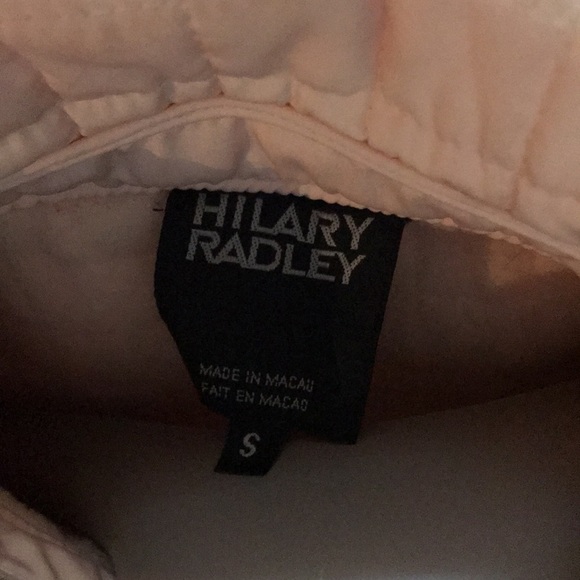 HILARY
RADLEY
MADE IN MACAU
FAIT EN MACAO
S